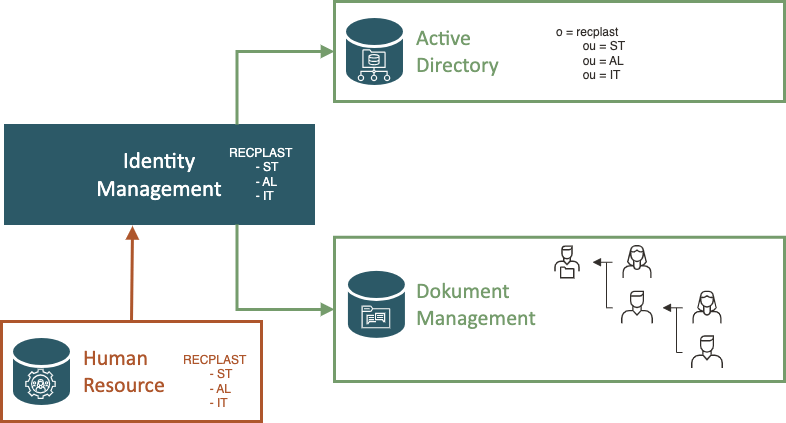 Active
Directory
o = recplast
ou = ST
ou = AL
ou = IT
Identity
Management
RECPLAST
- ST
- AL
- IT
Dokument
Management
Human
Resource
RECPLAST
- ST
- AL
- IT